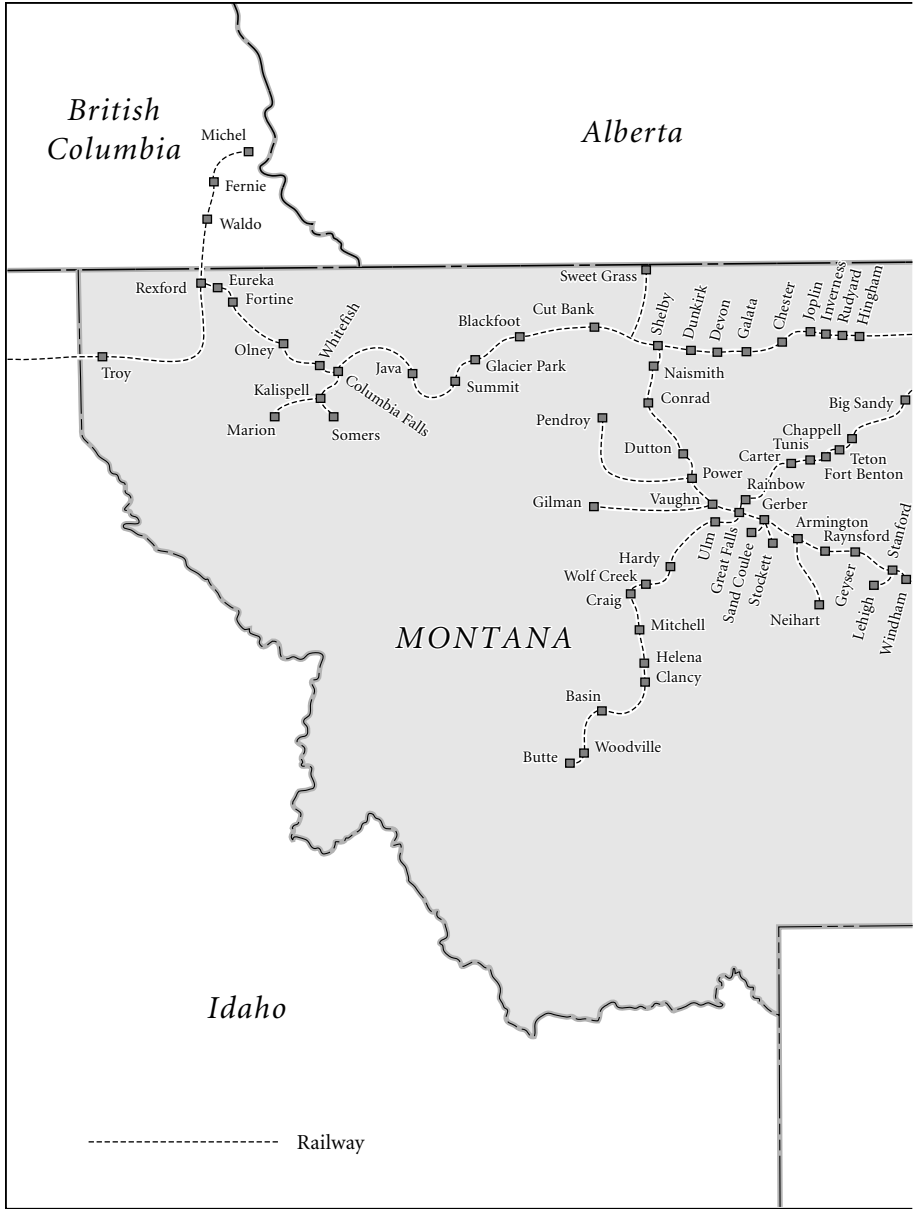 British
Columbia
Alberta
Michel
Fernie
Waldo
Rexford
Eureka
Fortine
Sweet Grass
Cut Bank
Blackfoot
Shelby
Dunkirk
Devon
Galata
Chester
Joplin
Inverness
Rudyard
Hingham
Troy
Olney
Whitefish
Java
Glacier Park
Summit
Naismith
Kalispell
Columbia Falls
Marion
Somers
Conrad
Pendroy
Big Sandy
Chappell
Tunis
Carter
Teton
Fort Benton
Dutton
Power
Rainbow
Gilman
Vaughn
Gerber
Armington
Raynsford
Stanford
Ulm
Great Falls
Sand Coulee
Stockett
Geyser
Lehigh
Windham
Neihart
Hardy
Wolf Creek
Craig
Mitchell
MONTANA
Helena
Clancy
Basin
Woodville
Butte
Idaho
Railway